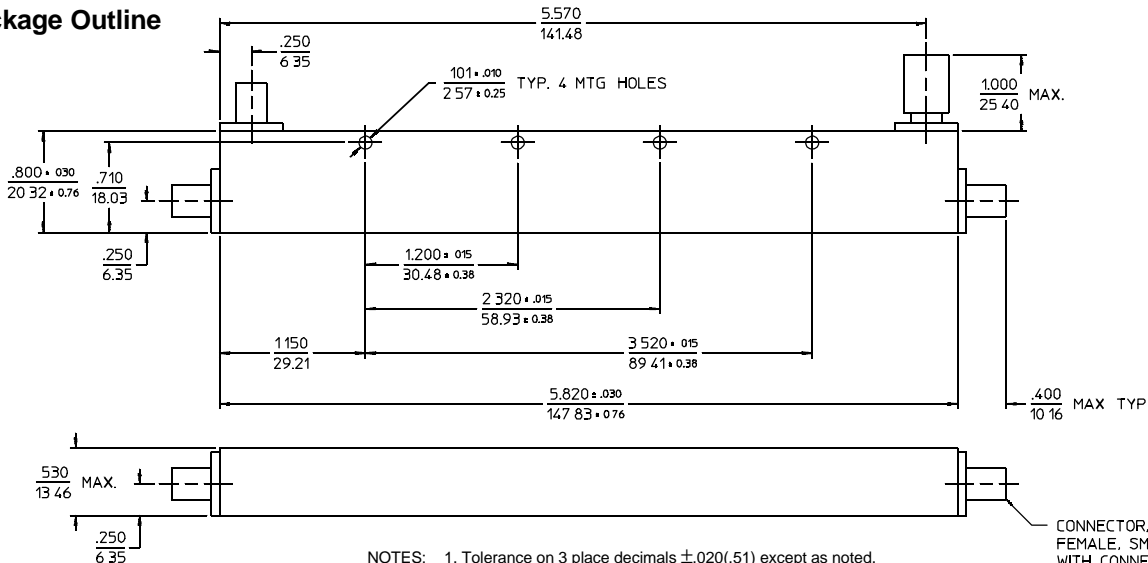 ckage Outline
5.570
141.48
.250
6 35
101 ± .010
2 57 ± 0.25
TYP. 4 MTG HOLES
1.000
25 40
MAX.
.800 ± .030
20 32 ± 0.76
.710
18.03
.250
6.35
1.200 ± 015
30.48 ± 0.38
2 320 ± .015
58.93 ± 0.38
1150
29.21
3 520 ± 015
89 41 ± 0.38
5.820 ± .030
147 83 ± 0 76
.400
10 16
MAX TYP
530
13 46
MAX.
.250
6 35
CONNECTOR,
FEMALE, SM
WITH CONNE
NOTES: 1. Tolerance on 3 place decimals ±.020(.51) except as noted.